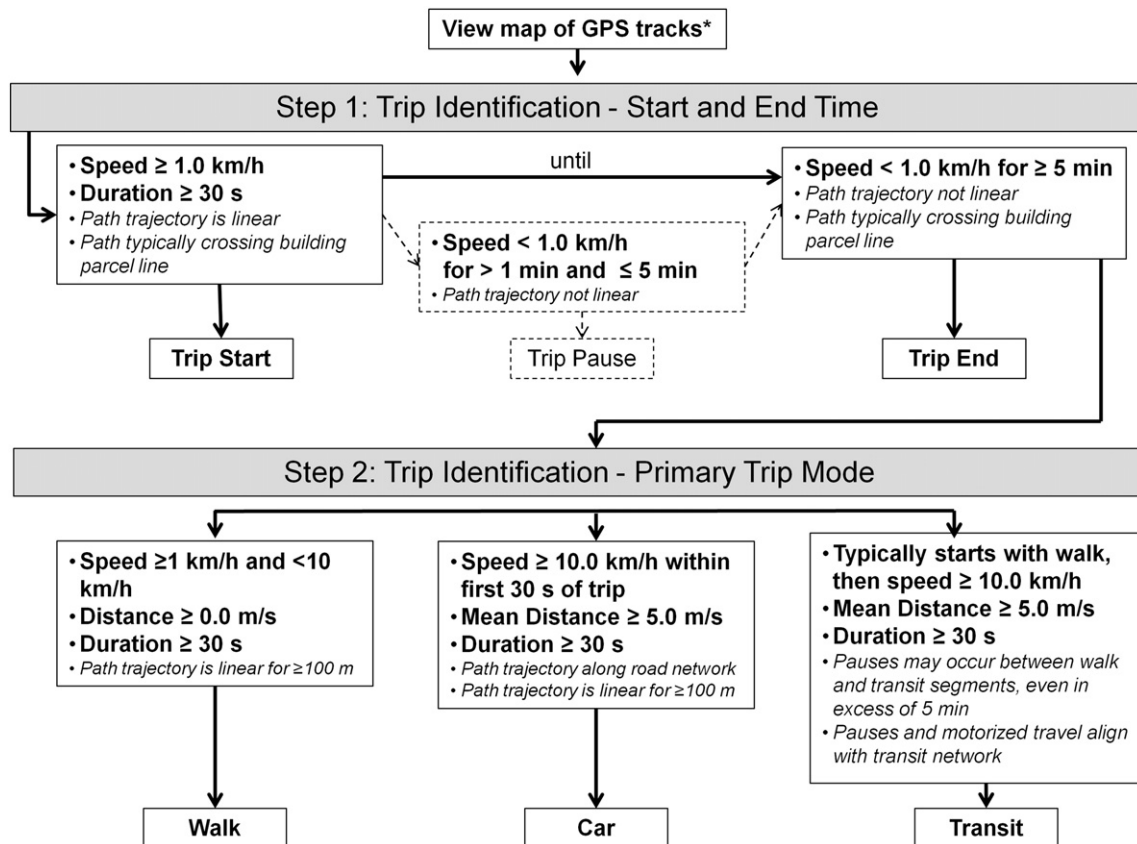 View map of GPS tracks*
Step 1: Trip Identification - Start and End Time
• Speed ≥ 1.0 km/h
• Duration ≥ 30 s
• Path trajectory is linear
• Path typically crossing building
parcel line
until
• Speed < 1.0 km/h
for > 1 min and ≤ 5 min
• Path trajectory not linear
• Speed < 1.0 km/h for ≥ 5 min
• Path trajectory not linear
• Path typically crossing building
parcel line
Trip Start
Trip Pause
Trip End
Step 2: Trip Identification - Primary Trip Mode
• Speed ≥1 km/h and <10
km/h
• Distance ≥ 0.0 m/s
• Duration ≥ 30 s
• Path trajectory is linear for ≥100 m
• Speed ≥ 10.0 km/h within
first 30 s of trip
• Mean Distance ≥ 5.0 m/s
• Duration ≥ 30 s
• Path trajectory along road network
• Path trajectory is linear for ≥100 m
• Typically starts with walk,
then speed ≥ 10.0 km/h
• Mean Distance ≥ 5.0 m/s
• Duration ≥ 30 s
• Pauses may occur between walk
and transit segments, even in
excess of 5 min
• Pauses and motorized travel align
with transit network
Walk
Car
Transit